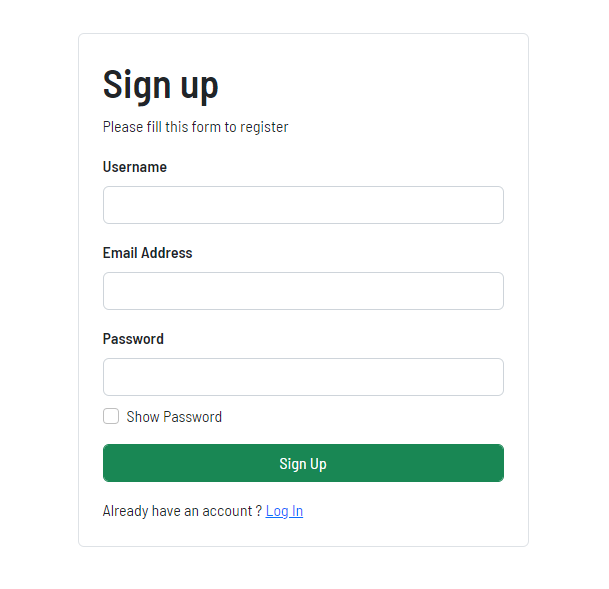 Sign up
Please fill this form to register
Username
Email Address
Password
Show Password
Sign Up
Already have an account ? Log In